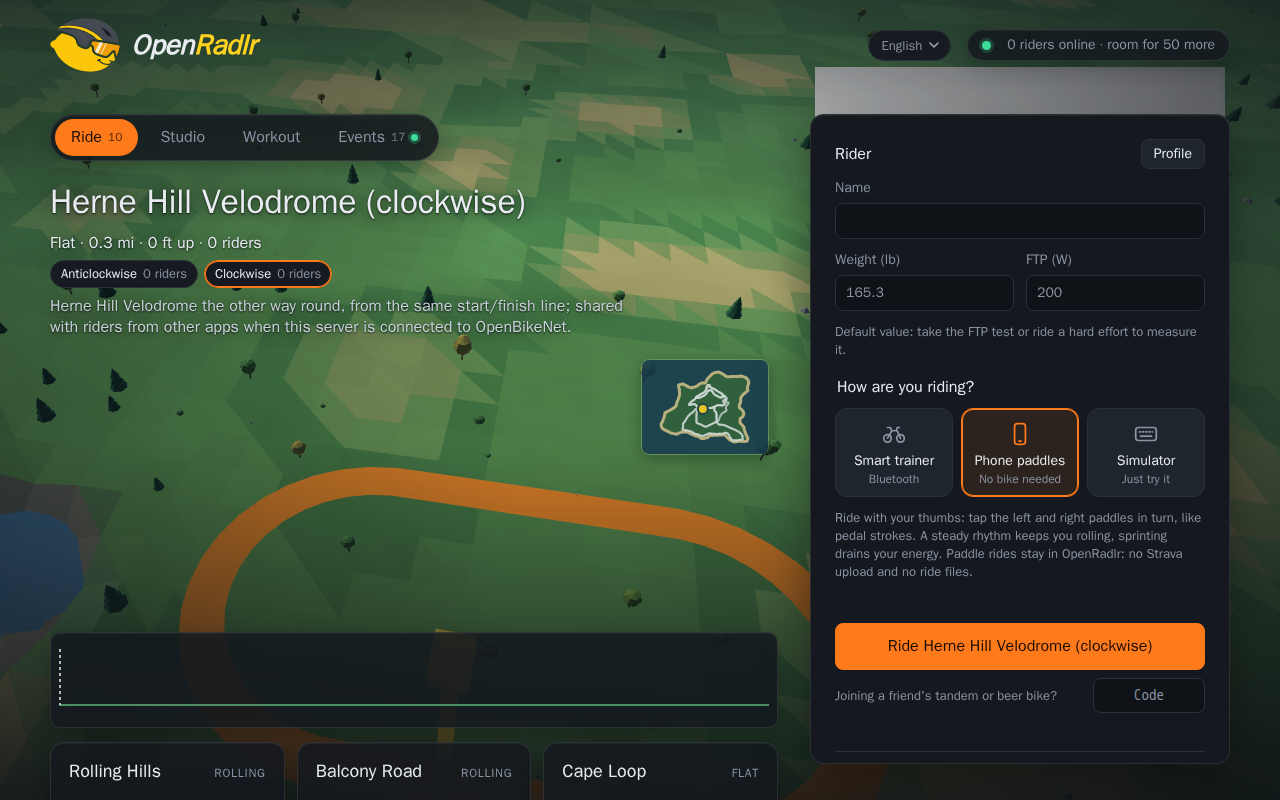 OpenRadlr
English
0 riders online · room for 50 more
Ride 10
Studio
Workout
Events 17
Herne Hill Velodrome (clockwise)
Flat · 0.3 mi · 0 ft up · 0 riders
Anticlockwise 0 riders
Clockwise 0 riders
Herne Hill Velodrome the other way round, from the same start/finish line; shared
with riders from other apps when this server is connected to OpenBikeNet.
Rolling Hills
ROLLING
Balcony Road
ROLLING
Cape Loop
FLAT
Rider
Profile
Name
Weight (lb)
FTP (W)
165.3
200
Default value: take the FTP test or ride a hard effort to measure
it.
How are you riding?
Smart trainer
Bluetooth
Phone paddles
No bike needed
Simulator
Just try it
Ride with your thumbs: tap the left and right paddles in turn, like
pedal strokes. A steady rhythm keeps you rolling, sprinting
drains your energy. Paddle rides stay in OpenRadlr: no Strava
upload and no ride files.
Ride Herne Hill Velodrome (clockwise)
Joining a friend's tandem or beer bike?
Code